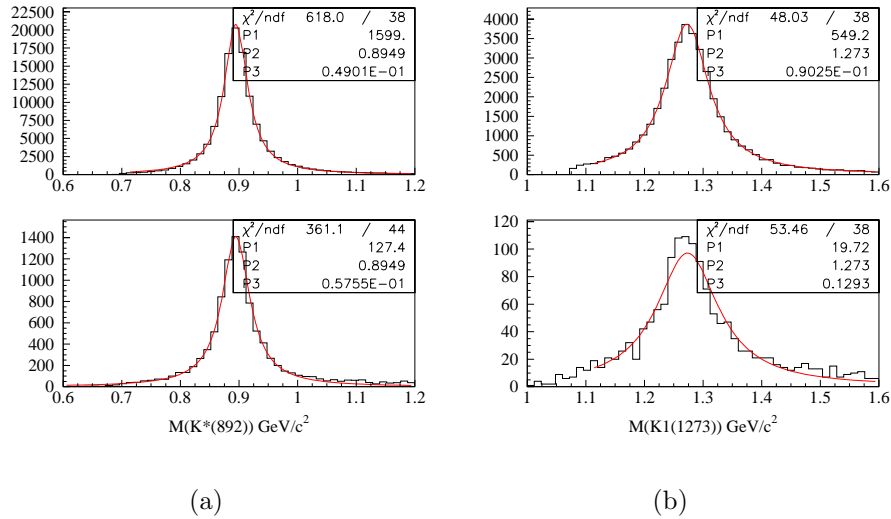 χ²/ndf 618.0 / 38
P1 1599.
P2 0.8949
P3 0.4901E-01
22500
20000
17500
15000
12500
10000
7500
5000
2500
0
0.6 0.7 0.8 0.9 1 1.1 1.2
χ²/ndf 48.03 / 38
P1 549.2
P2 1.273
P3 0.9025E-01
4000
3500
3000
2500
2000
1500
1000
500
0
1 1.1 1.2 1.3 1.4 1.5 1.6
χ²/ndf 361.1 / 44
P1 127.4
P2 0.8949
P3 0.5755E-01
1400
1200
1000
800
600
400
200
0
0.6 0.7 0.8 0.9 1 1.1 1.2
M(K*(892)) GeV/c²
χ²/ndf 53.46 / 38
P1 19.72
P2 1.273
P3 0.1293
120
100
80
60
40
20
0
1 1.1 1.2 1.3 1.4 1.5 1.6
M(K1(1273)) GeV/c²
(a) (b)